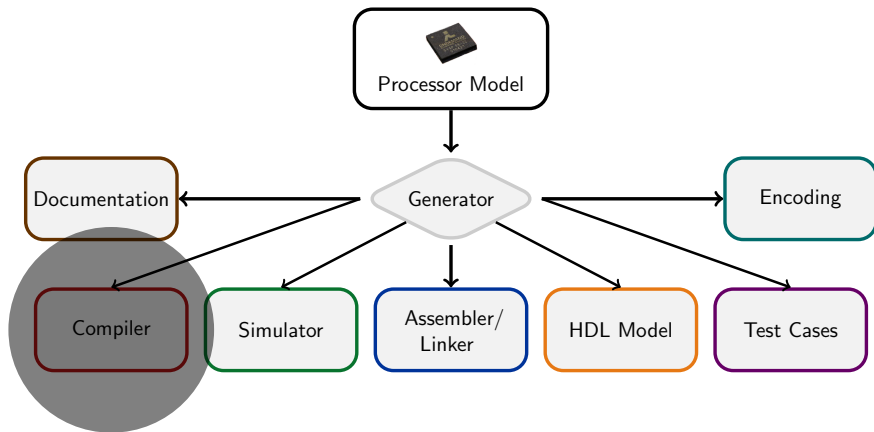 Processor Model
Documentation
Generator
Encoding
Compiler
Simulator
Assembler/
Linker
HDL Model
Test Cases